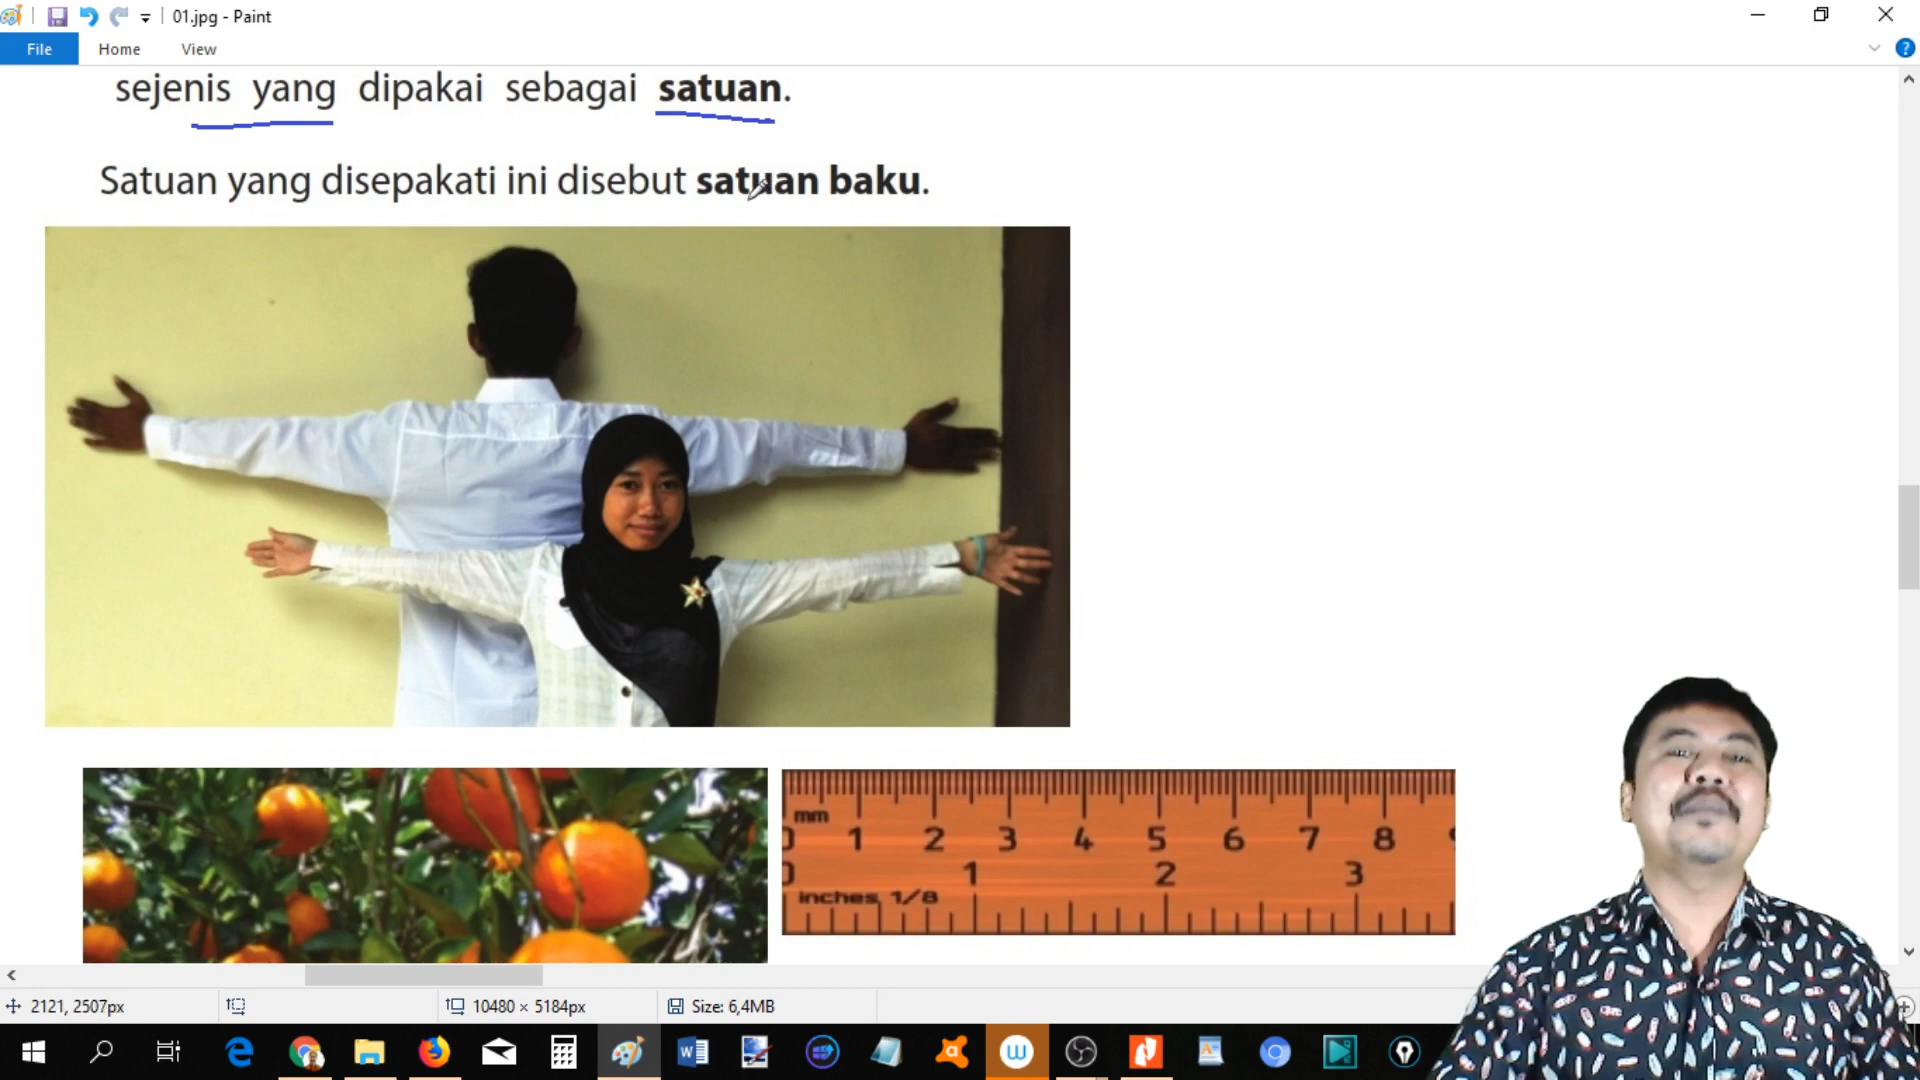 01.jpg - Paint
File Home View
sejenis yang dipakai sebagai satuan.
Satuan yang disepakati ini disebut satuan baku.
mm
0 1 2 3 4 5 6 7 8
0 1 2 3
inches 1/8
2121, 2507px 10480 × 5184px Size: 6,4MB